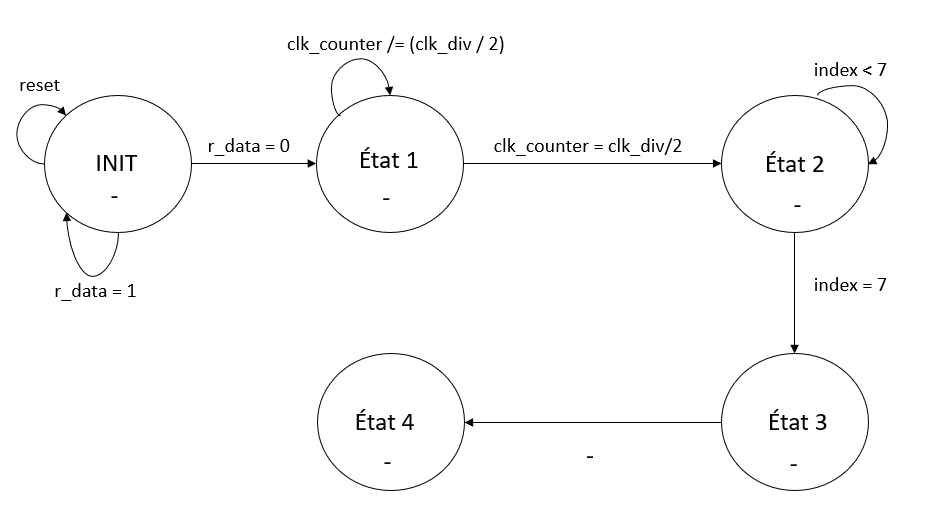 clk_counter /= (clk_div / 2)
index < 7
reset
r_data = 0
clk_counter = clk_div/2
INIT
-
État 1
-
État 2
-
r_data = 1
index = 7
État 4
-
-
État 3
-